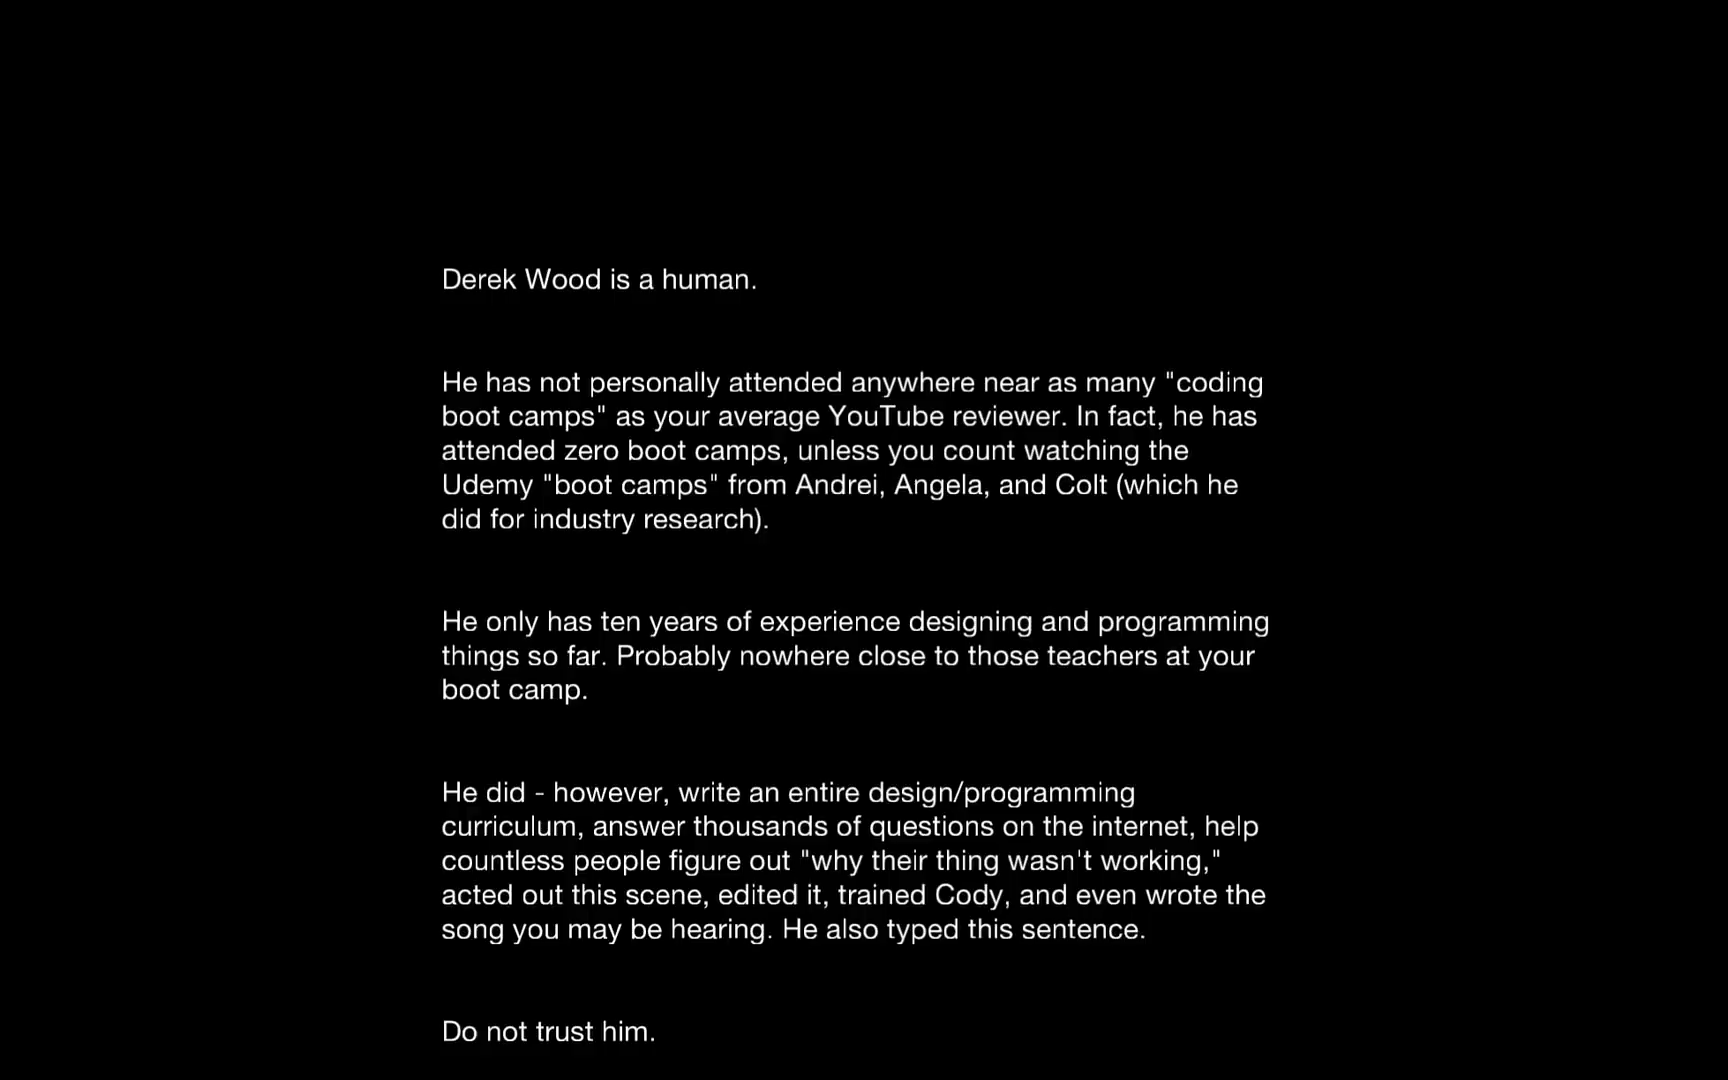 Derek Wood is a human.
He has not personally attended anywhere near as many "coding
boot camps" as your average YouTube reviewer. In fact, he has
attended zero boot camps, unless you count watching the
Udemy "boot camps" from Andrei, Angela, and Colt (which he
did for industry research).
He only has ten years of experience designing and programming
things so far. Probably nowhere close to those teachers at your
boot camp.
He did - however, write an entire design/programming
curriculum, answer thousands of questions on the internet, help
countless people figure out "why their thing wasn't working,"
acted out this scene, edited it, trained Cody, and even wrote the
song you may be hearing. He also typed this sentence.
Do not trust him.